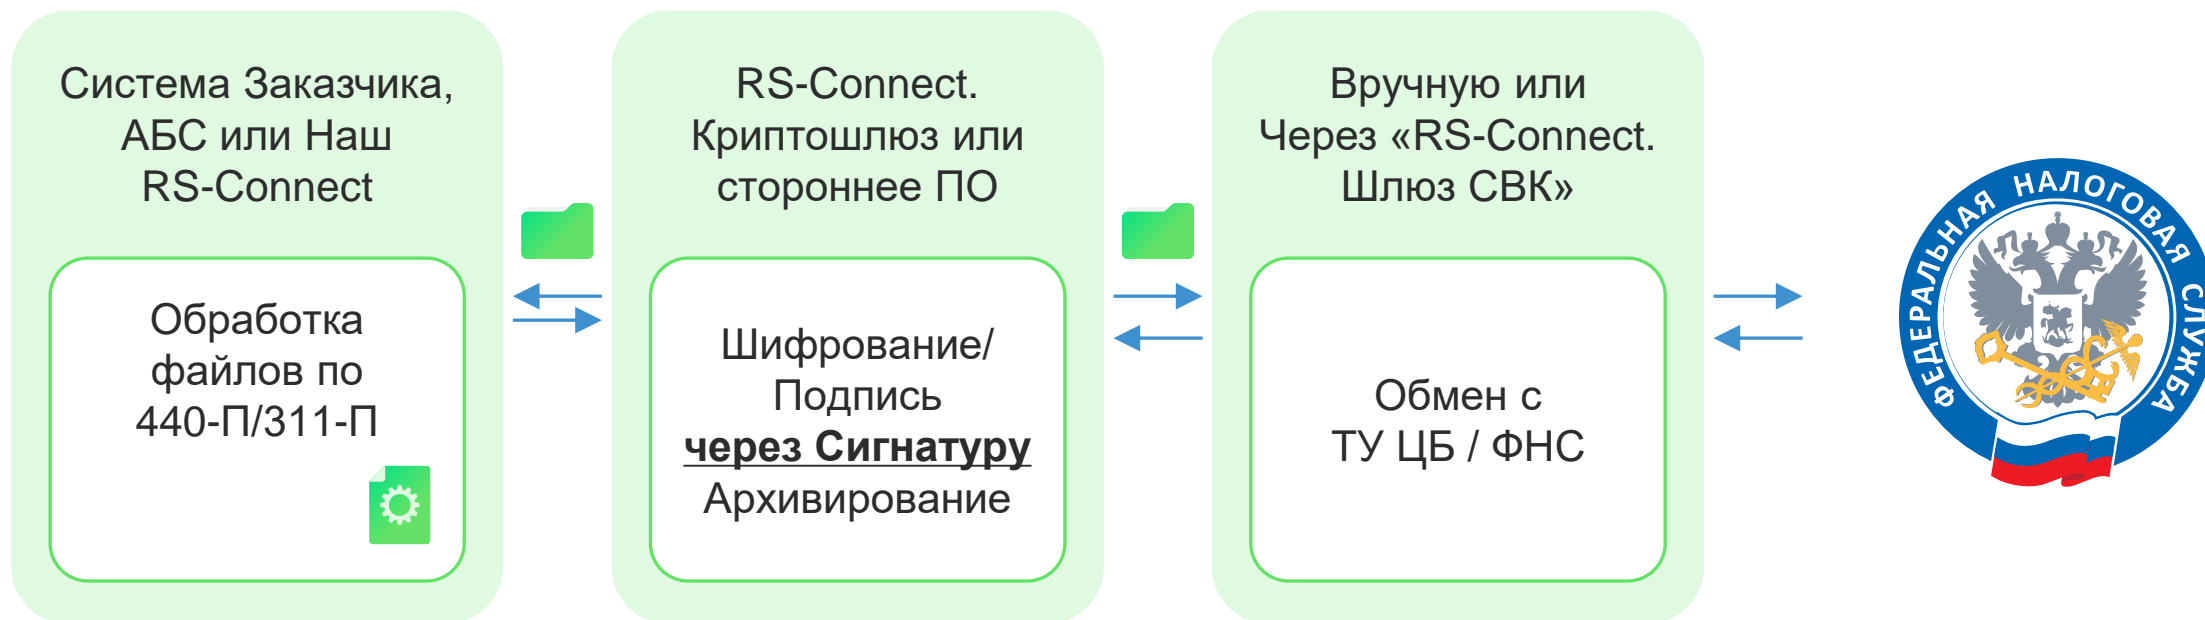 Система Заказчика,
АБС или Наш
RS-Connect
Обработка
файлов по
440-П/311-П
RS-Connect.
Криптошлюз или
стороннее ПО
Шифрование/
Подпись
через Сигнатуру
Архивирование
Вручную или
Через «RS-Connect.
Шлюз СВК»
Обмен с
ТУ ЦБ / ФНС
ФЕДЕРАЛЬНАЯ НАЛОГОВАЯ СЛУЖБА